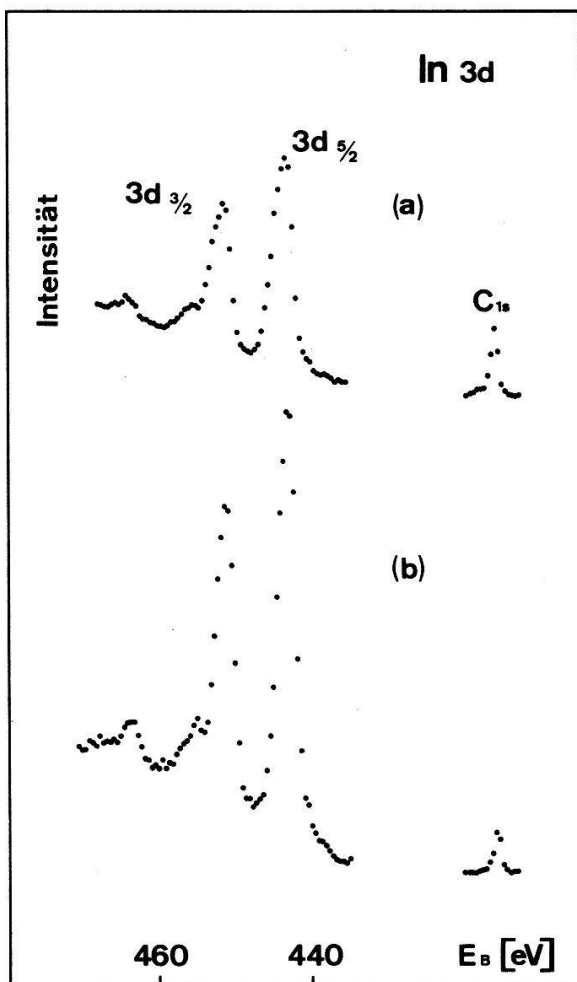 In 3d
3d 5/2
3d 3/2
(a)
Intensität
C1s
(b)
460 440 EB [eV]